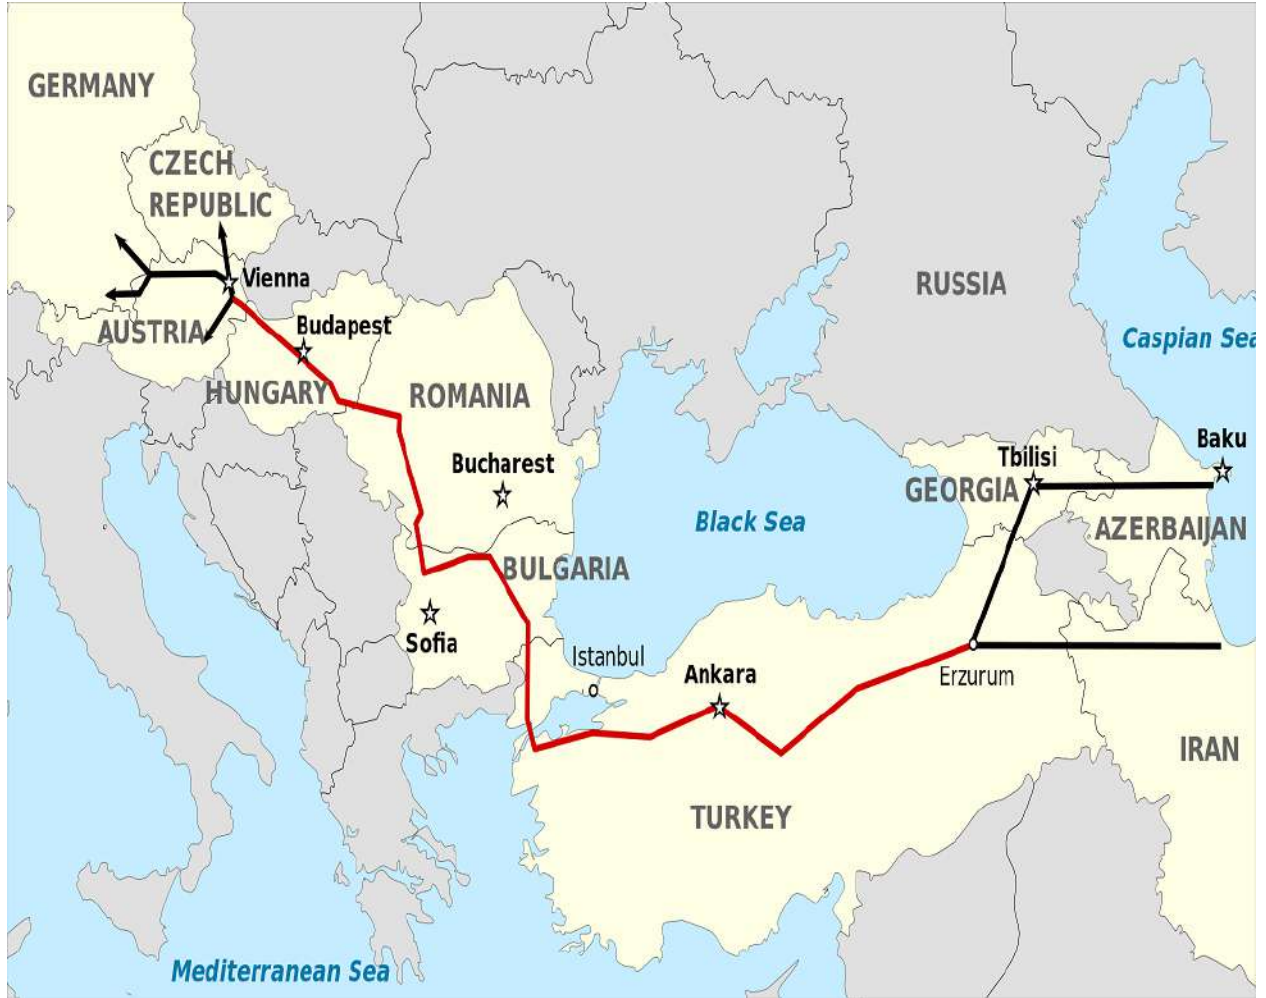 GERMANY
CZECH
REPUBLIC
Vienna
RUSSIA
Budapest
AUSTRIA
Caspian Sea
HUNGARY
ROMANIA
Baku
Tbilisi
Bucharest
GEORGIA
Black Sea
AZERBAIJAN
BULGARIA
Sofia
Istanbul
Ankara
Erzurum
IRAN
TURKEY
Mediterranean Sea